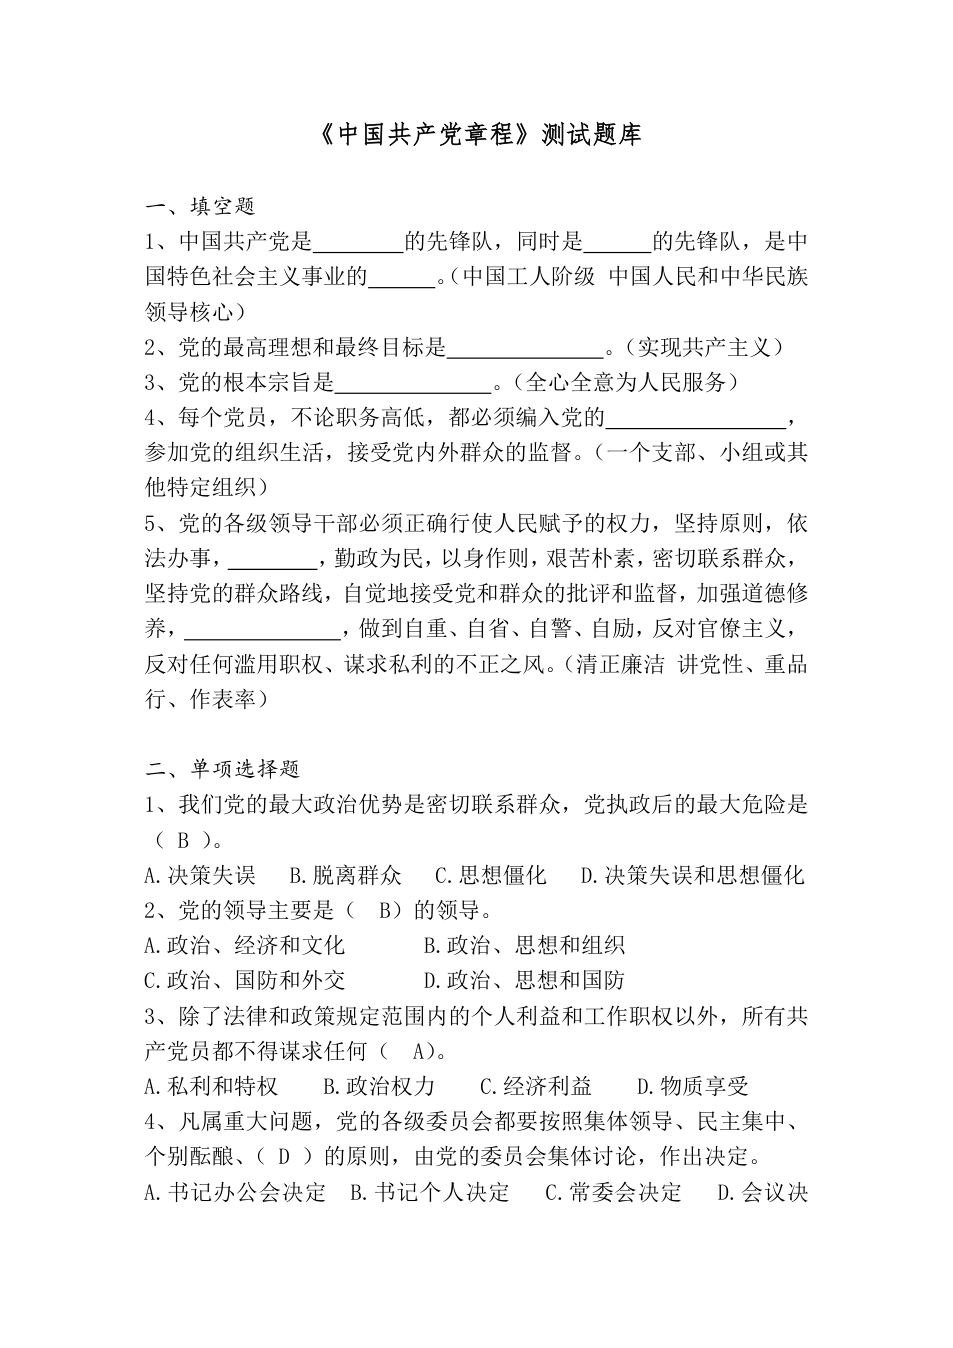 《中国共产党章程》测试题库
一、填空题
1、中国共产党是________的先锋队，同时是______的先锋队，是中
国特色社会主义事业的______。（中国工人阶级 中国人民和中华民族
领导核心）
2、党的最高理想和最终目标是______________。（实现共产主义）
3、党的根本宗旨是______________。（全心全意为人民服务）
4、每个党员，不论职务高低，都必须编入党的________________，
参加党的组织生活，接受党内外群众的监督。（一个支部、小组或其
他特定组织）
5、党的各级领导干部必须正确行使人民赋予的权力，坚持原则，依
法办事，________，勤政为民，以身作则，艰苦朴素，密切联系群众，
坚持党的群众路线，自觉地接受党和群众的批评和监督，加强道德修
养，______________，做到自重、自省、自警、自励，反对官僚主义，
反对任何滥用职权、谋求私利的不正之风。（清正廉洁 讲党性、重品
行、作表率）
二、单项选择题
1、我们党的最大政治优势是密切联系群众，党执政后的最大危险是
（ B ）。
A.决策失误 B.脱离群众 C.思想僵化 D.决策失误和思想僵化
2、党的领导主要是（ B）的领导。
A.政治、经济和文化 B.政治、思想和组织
C.政治、国防和外交 D.政治、思想和国防
3、除了法律和政策规定范围内的个人利益和工作职权以外，所有共
产党员都不得谋求任何（ A）。
A.私利和特权 B.政治权力 C.经济利益 D.物质享受
4、凡属重大问题，党的各级委员会都要按照集体领导、民主集中、
个别酝酿、（ D ）的原则，由党的委员会集体讨论，作出决定。
A.书记办公会决定 B.书记个人决定 C.常委会决定 D.会议决